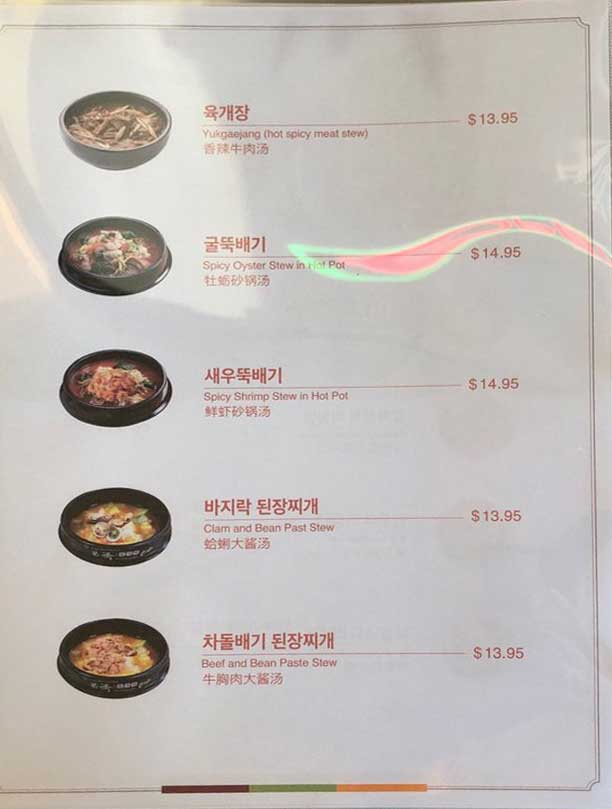 육개장
$13.95
Yukgaejang (hot spicy meat stew)
香辣牛肉汤
굴뚝배기
$14.95
Spicy Oyster Stew in Hot Pot
牡蛎砂锅汤
새우뚝배기
$14.95
Spicy Shrimp Stew in Hot Pot
鲜虾砂锅汤
바지락 된장찌개
$13.95
Clam and Bean Past Stew
蛤蜊大酱汤
차돌배기 된장찌개
$13.95
Beef and Bean Paste Stew
牛胸肉大酱汤